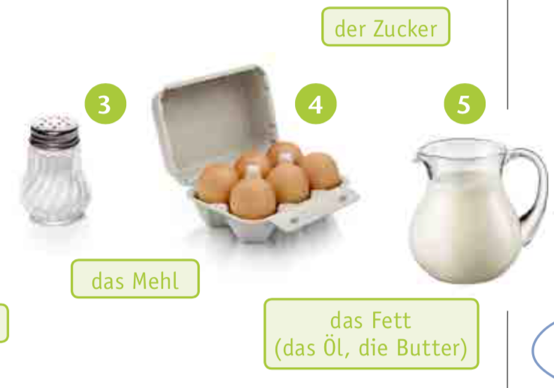 der Zucker
3
4
5
das Mehl
das Fett
(das Öl, die Butter)